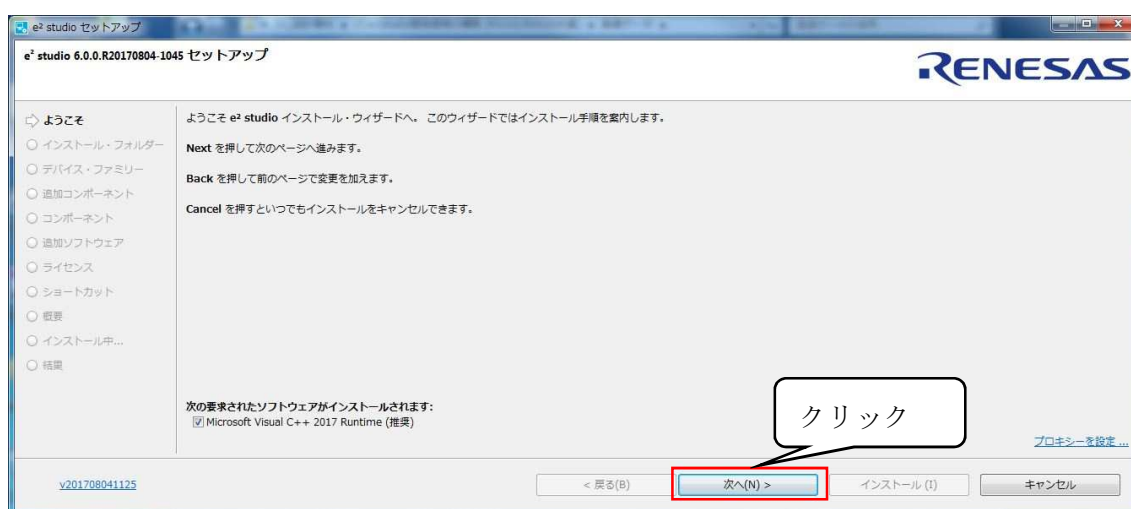 e² studio セットアップ
e² studio 6.0.0.R20170804-1045 セットアップ
RENESAS
ようこそ
インストール・フォルダー
デバイス・ファミリー
追加コンポーネント
コンポーネント
追加ソフトウェア
ライセンス
ショートカット
概要
インストール中...
結果
ようこそ e² studio インストール・ウィザードへ。 このウィザードではインストール手順を案内します。
Next を押して次のページへ進みます。
Back を押して前のページで変更を加えます。
Cancel を押すといつでもインストールをキャンセルできます。
次の要求されたソフトウェアがインストールされます:
Microsoft Visual C++ 2017 Runtime (推奨)
クリック
プロキシーを設定 ...
v201708041125
< 戻る(B)
次へ(N) >
インストール (I)
キャンセル